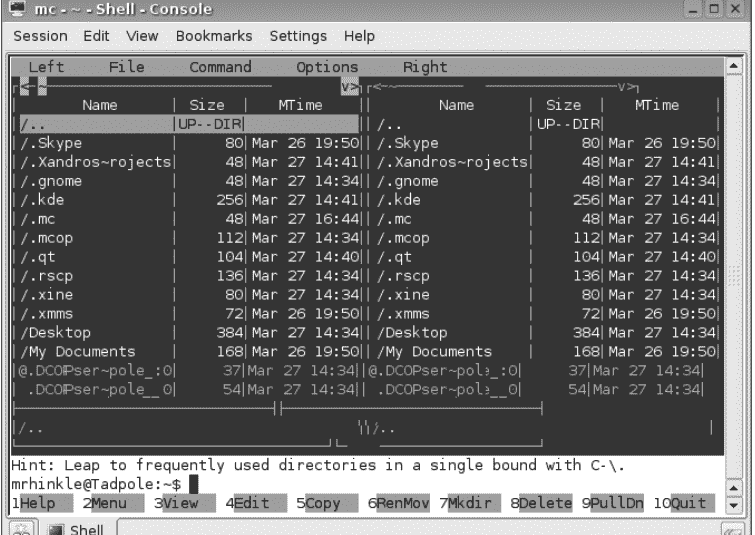 mc - ~ - Shell - Console
Session Edit View Bookmarks Settings Help
Left File Command Options Right
<-~ v> <-~ v>
Name | Size | MTime || Name | Size | MTime
/.. |UP--DIR| || /.. |UP--DIR|
/.Skype | 80|Mar 26 19:50|| /.Skype | 80|Mar 26 19:50|
/.Xandros~rojects| 48|Mar 27 14:41|| /.Xandros~rojects| 48|Mar 27 14:41|
/.gnome | 48|Mar 27 14:34|| /.gnome | 48|Mar 27 14:34|
/.kde | 256|Mar 27 14:41|| /.kde | 256|Mar 27 14:41|
/.mc | 48|Mar 27 16:44|| /.mc | 48|Mar 27 16:44|
/.mcop | 112|Mar 27 14:34|| /.mcop | 112|Mar 27 14:34|
/.qt | 104|Mar 27 14:40|| /.qt | 104|Mar 27 14:40|
/.rscp | 136|Mar 27 14:34|| /.rscp | 136|Mar 27 14:34|
/.xine | 80|Mar 27 14:34|| /.xine | 80|Mar 27 14:34|
/.xmms | 72|Mar 26 19:50|| /.xmms | 72|Mar 26 19:50|
/Desktop | 384|Mar 27 14:34|| /Desktop | 384|Mar 27 14:34|
/My Documents | 168|Mar 26 19:50|| /My Documents | 168|Mar 26 19:50|
@.DCOPser~pole_:0| 37|Mar 27 14:34|| @.DCOPser~pole_:0| 37|Mar 27 14:34|
.DCOPser~pole__0| 54|Mar 27 14:34|| .DCOPser~pole__0| 54|Mar 27 14:34|
/.. /..
Hint: Leap to frequently used directories in a single bound with C-\.
mrhinkle@Tadpole:~$
1Help 2Menu 3View 4Edit 5Copy 6RenMov 7Mkdir 8Delete 9PullDn 10Quit
Shell